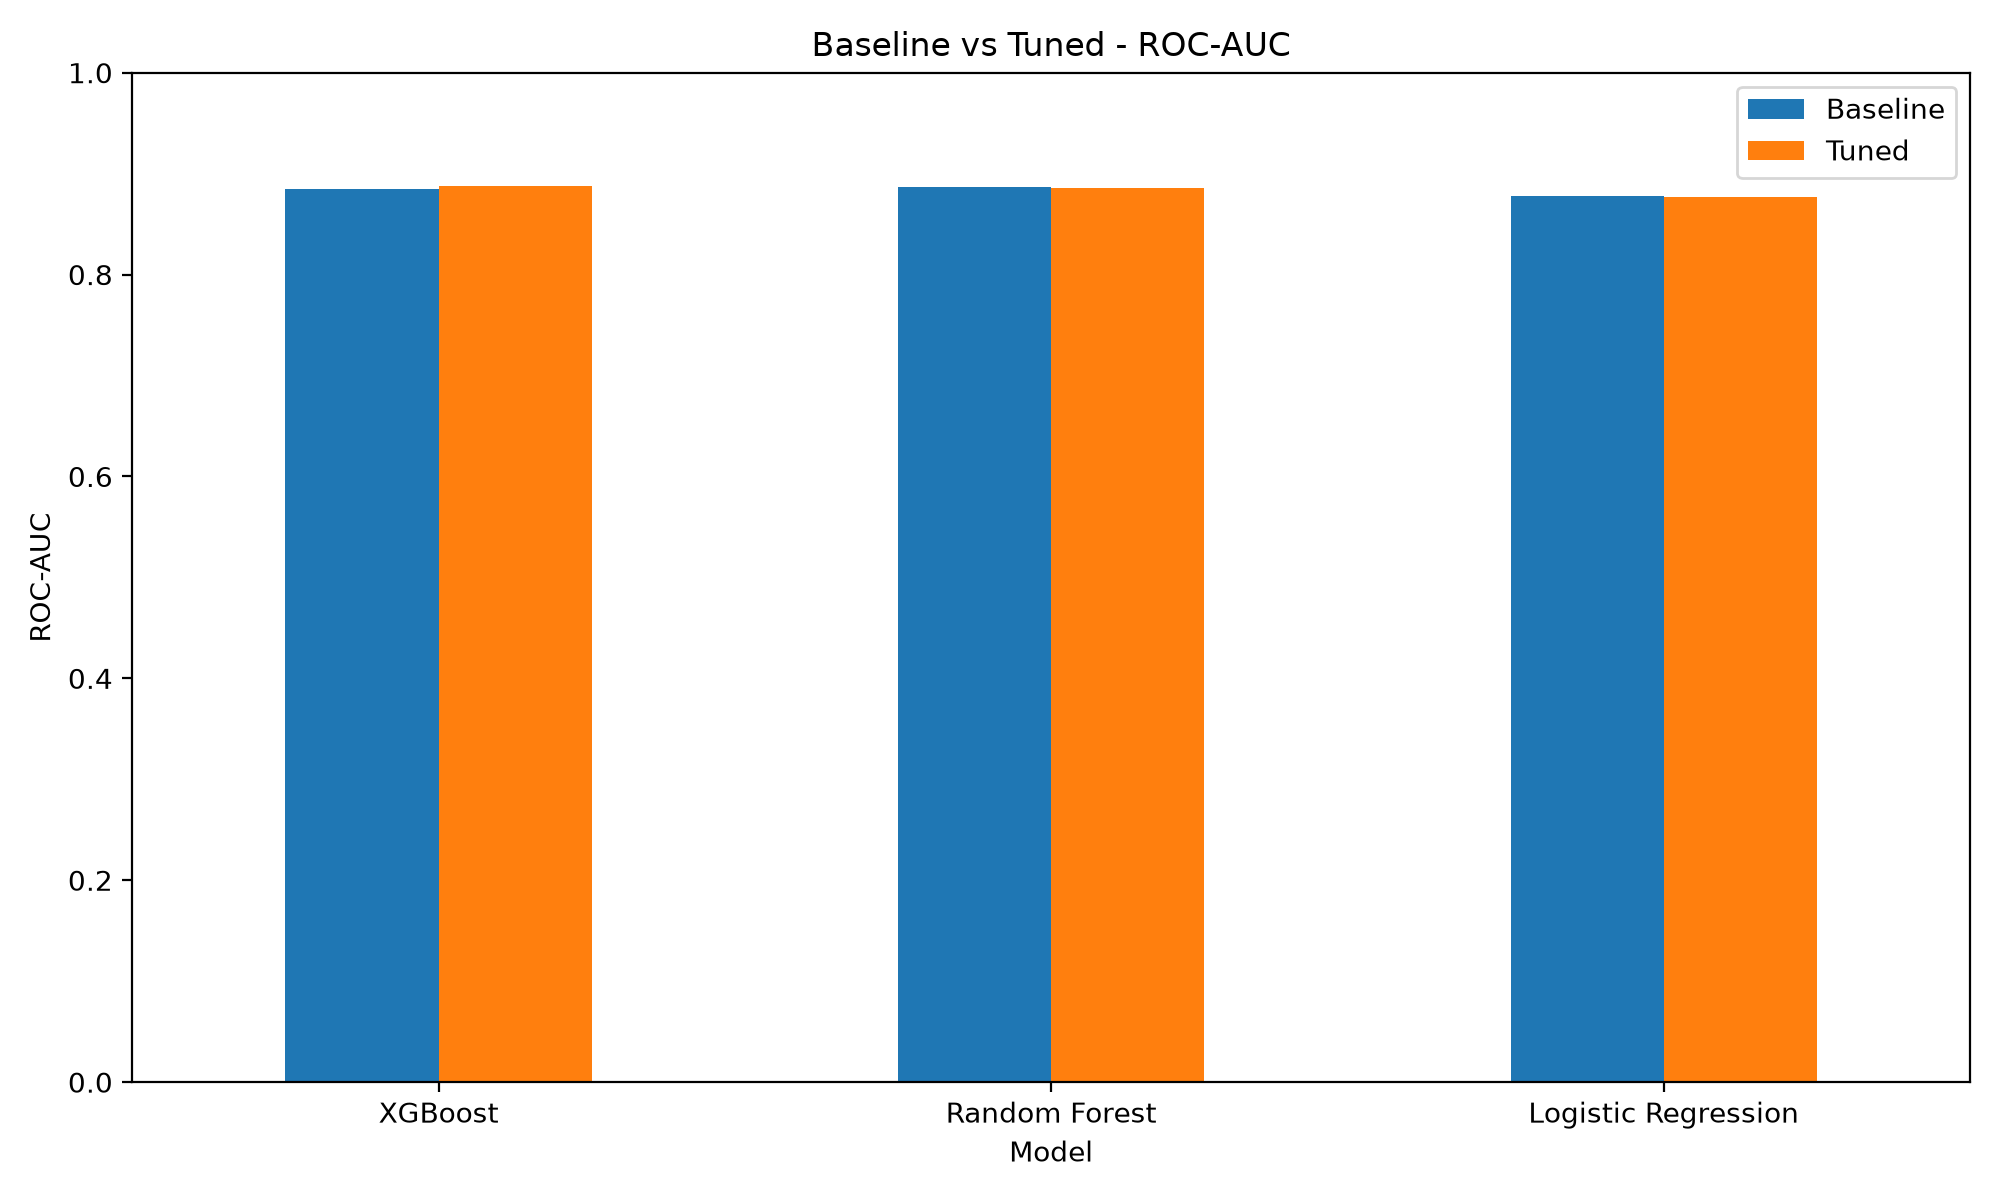 Baseline vs Tuned - ROC-AUC
1.0
0.8
0.6
0.4
0.2
0.0
ROC-AUC
Baseline
Tuned
XGBoost
Random Forest
Logistic Regression
Model